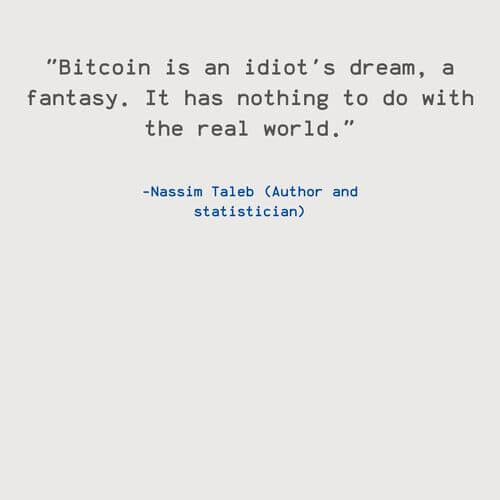 "Bitcoin is an idiot's dream, a
fantasy. It has nothing to do with
the real world."
-Nassim Taleb (Author and
statistician)